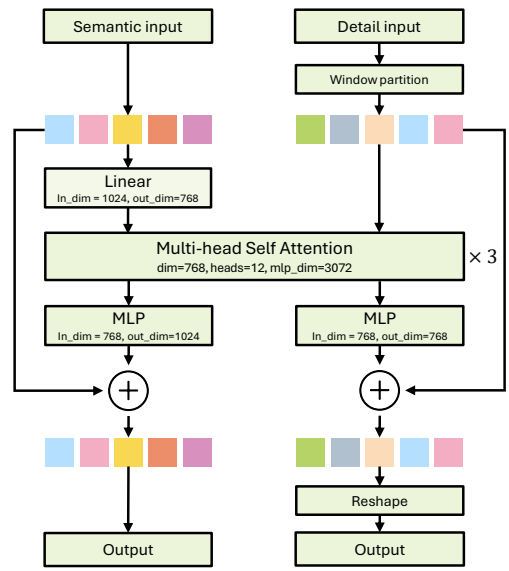 Semantic input
Detail input
Window partition
Linear
In_dim = 1024, out_dim=768
Multi-head Self Attention
dim=768, heads=12, mlp_dim=3072
× 3
MLP
In_dim = 768, out_dim=1024
MLP
In_dim = 768, out_dim=768
+
+
Reshape
Output
Output